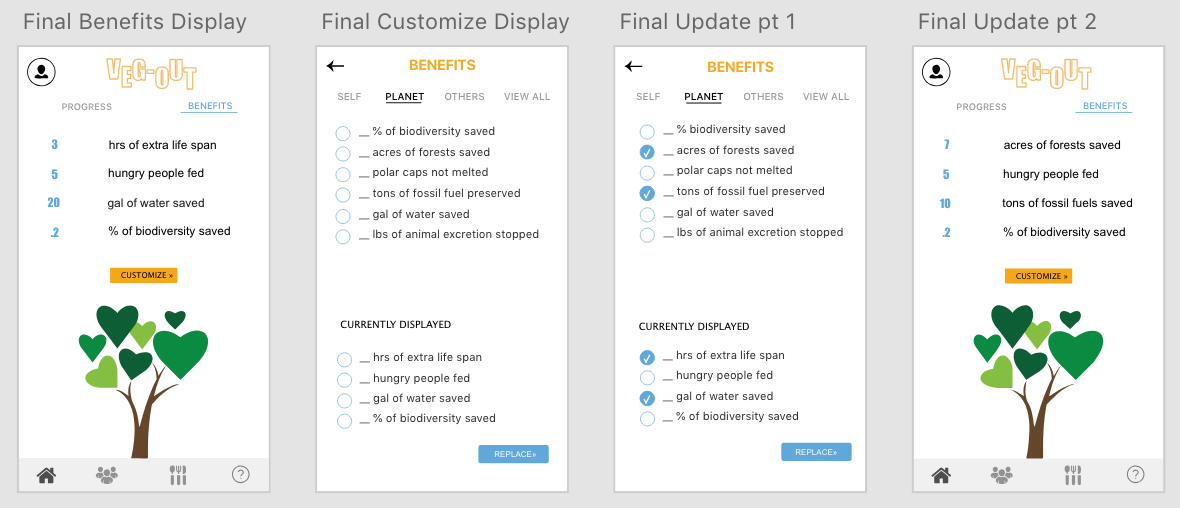 Final Benefits Display
VEG-OUT
PROGRESS BENEFITS
3 hrs of extra life span
5 hungry people fed
20 gal of water saved
.2 % of biodiversity saved
CUSTOMIZE »
?
Final Customize Display
BENEFITS
SELF PLANET OTHERS VIEW ALL
__ % of biodiversity saved
__ acres of forests saved
__ polar caps not melted
__ tons of fossil fuel preserved
__ gal of water saved
__ lbs of animal excretion stopped
CURRENTLY DISPLAYED
__ hrs of extra life span
__ hungry people fed
__ gal of water saved
__ % of biodiversity saved
REPLACE»
Final Update pt 1
BENEFITS
SELF PLANET OTHERS VIEW ALL
__ % biodiversity saved
__ acres of forests saved
__ polar caps not melted
__ tons of fossil fuel preserved
__ gal of water saved
__ lbs of animal excretion stopped
CURRENTLY DISPLAYED
__ hrs of extra life span
__ hungry people fed
__ gal of water saved
__ % of biodiversity saved
REPLACE»
Final Update pt 2
VEG-OUT
PROGRESS BENEFITS
7 acres of forests saved
5 hungry people fed
10 tons of fossil fuels saved
.2 % of biodiversity saved
CUSTOMIZE »
?